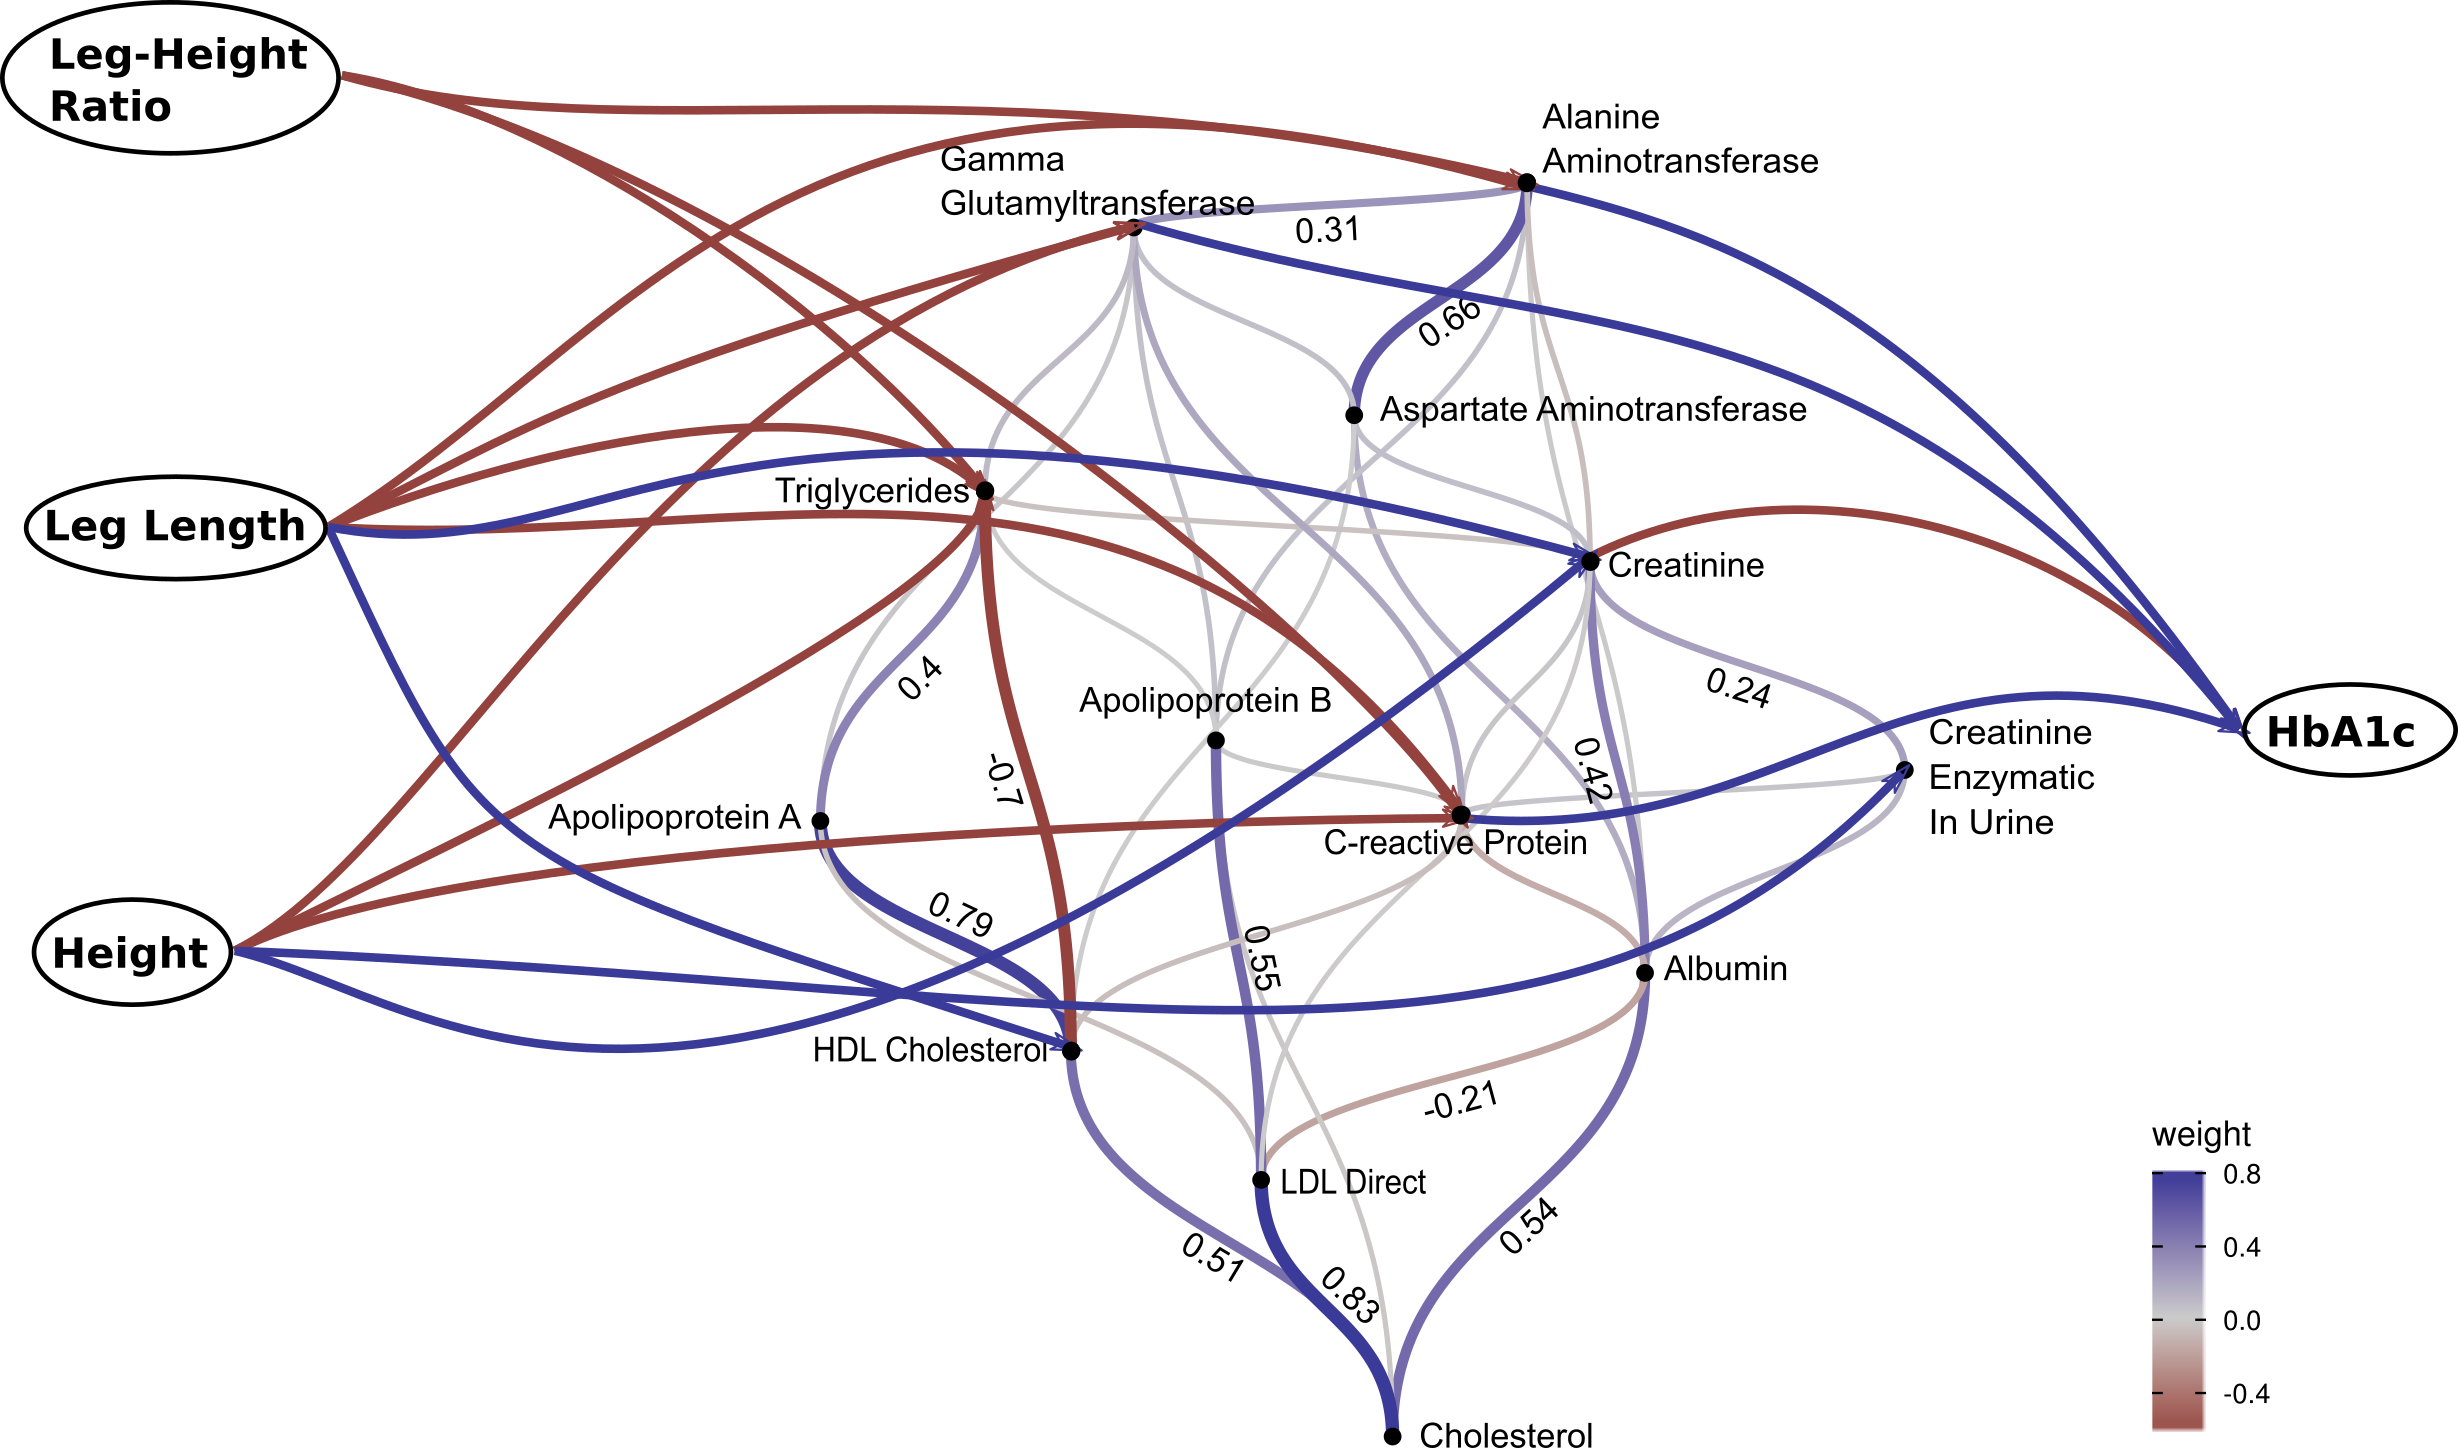 Leg-Height
Ratio
Alanine
Aminotransferase
Gamma
Glutamyltransferase
0.31
0.66
Aspartate Aminotransferase
Triglycerides
Leg Length
Creatinine
0.4
0.24
Apolipoprotein B
HbA1c
Creatinine
Enzymatic
In Urine
-0.7
0.42
Apolipoprotein A
C-reactive Protein
0.79
Height
0.55
Albumin
HDL Cholesterol
-0.21
LDL Direct
weight
0.8
0.4
0.0
-0.4
0.54
0.51
0.83
Cholesterol